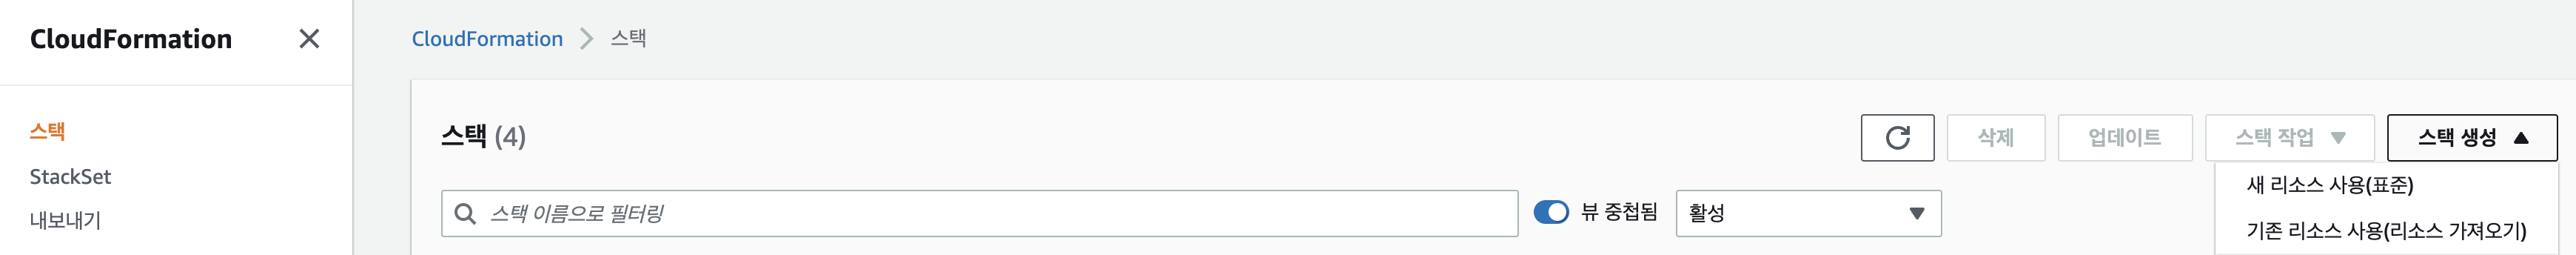 CloudFormation
스택
StackSet
내보내기
CloudFormation 스택
스택 (4)
삭제
업데이트
스택 작업
스택 생성
새 리소스 사용(표준)
기존 리소스 사용(리소스 가져오기)
스택 이름으로 필터링
뷰 중첩됨
활성